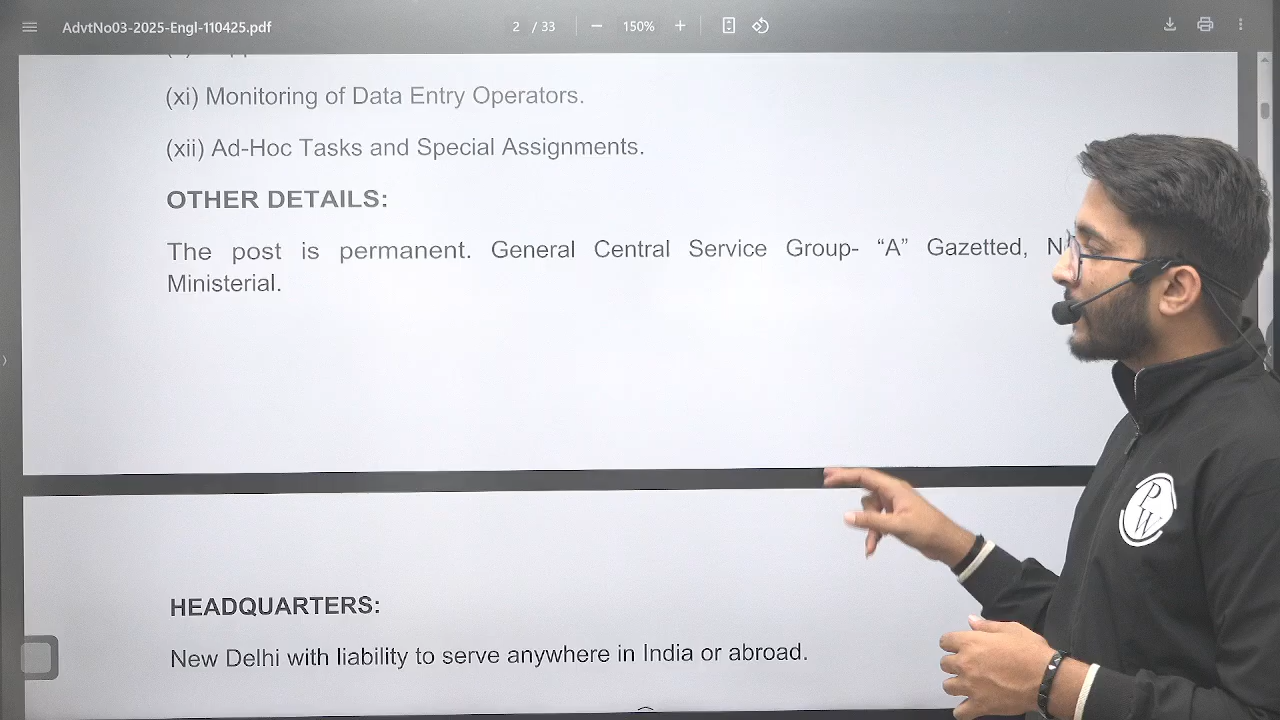 AdvtNo03-2025-Engl-110425.pdf
2 / 33
150%
(xi) Monitoring of Data Entry Operators.
(xii) Ad-Hoc Tasks and Special Assignments.
OTHER DETAILS:
The post is permanent. General Central Service Group- “A” Gazetted, N
Ministerial.
HEADQUARTERS:
New Delhi with liability to serve anywhere in India or abroad.
PW